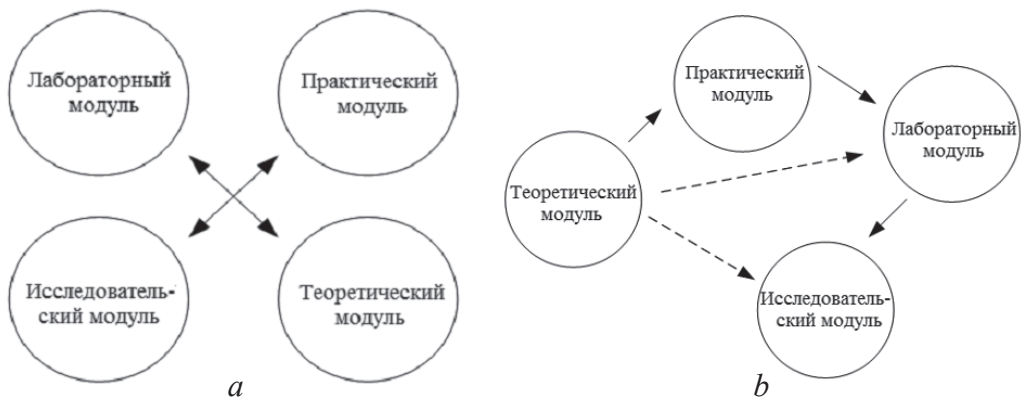 Лабораторный
модуль
Практический
модуль
Исследователь-
ский модуль
Теоретический
модуль
a
Практический
модуль
Лабораторный
модуль
Теоретический
модуль
Исследователь-
ский модуль
b